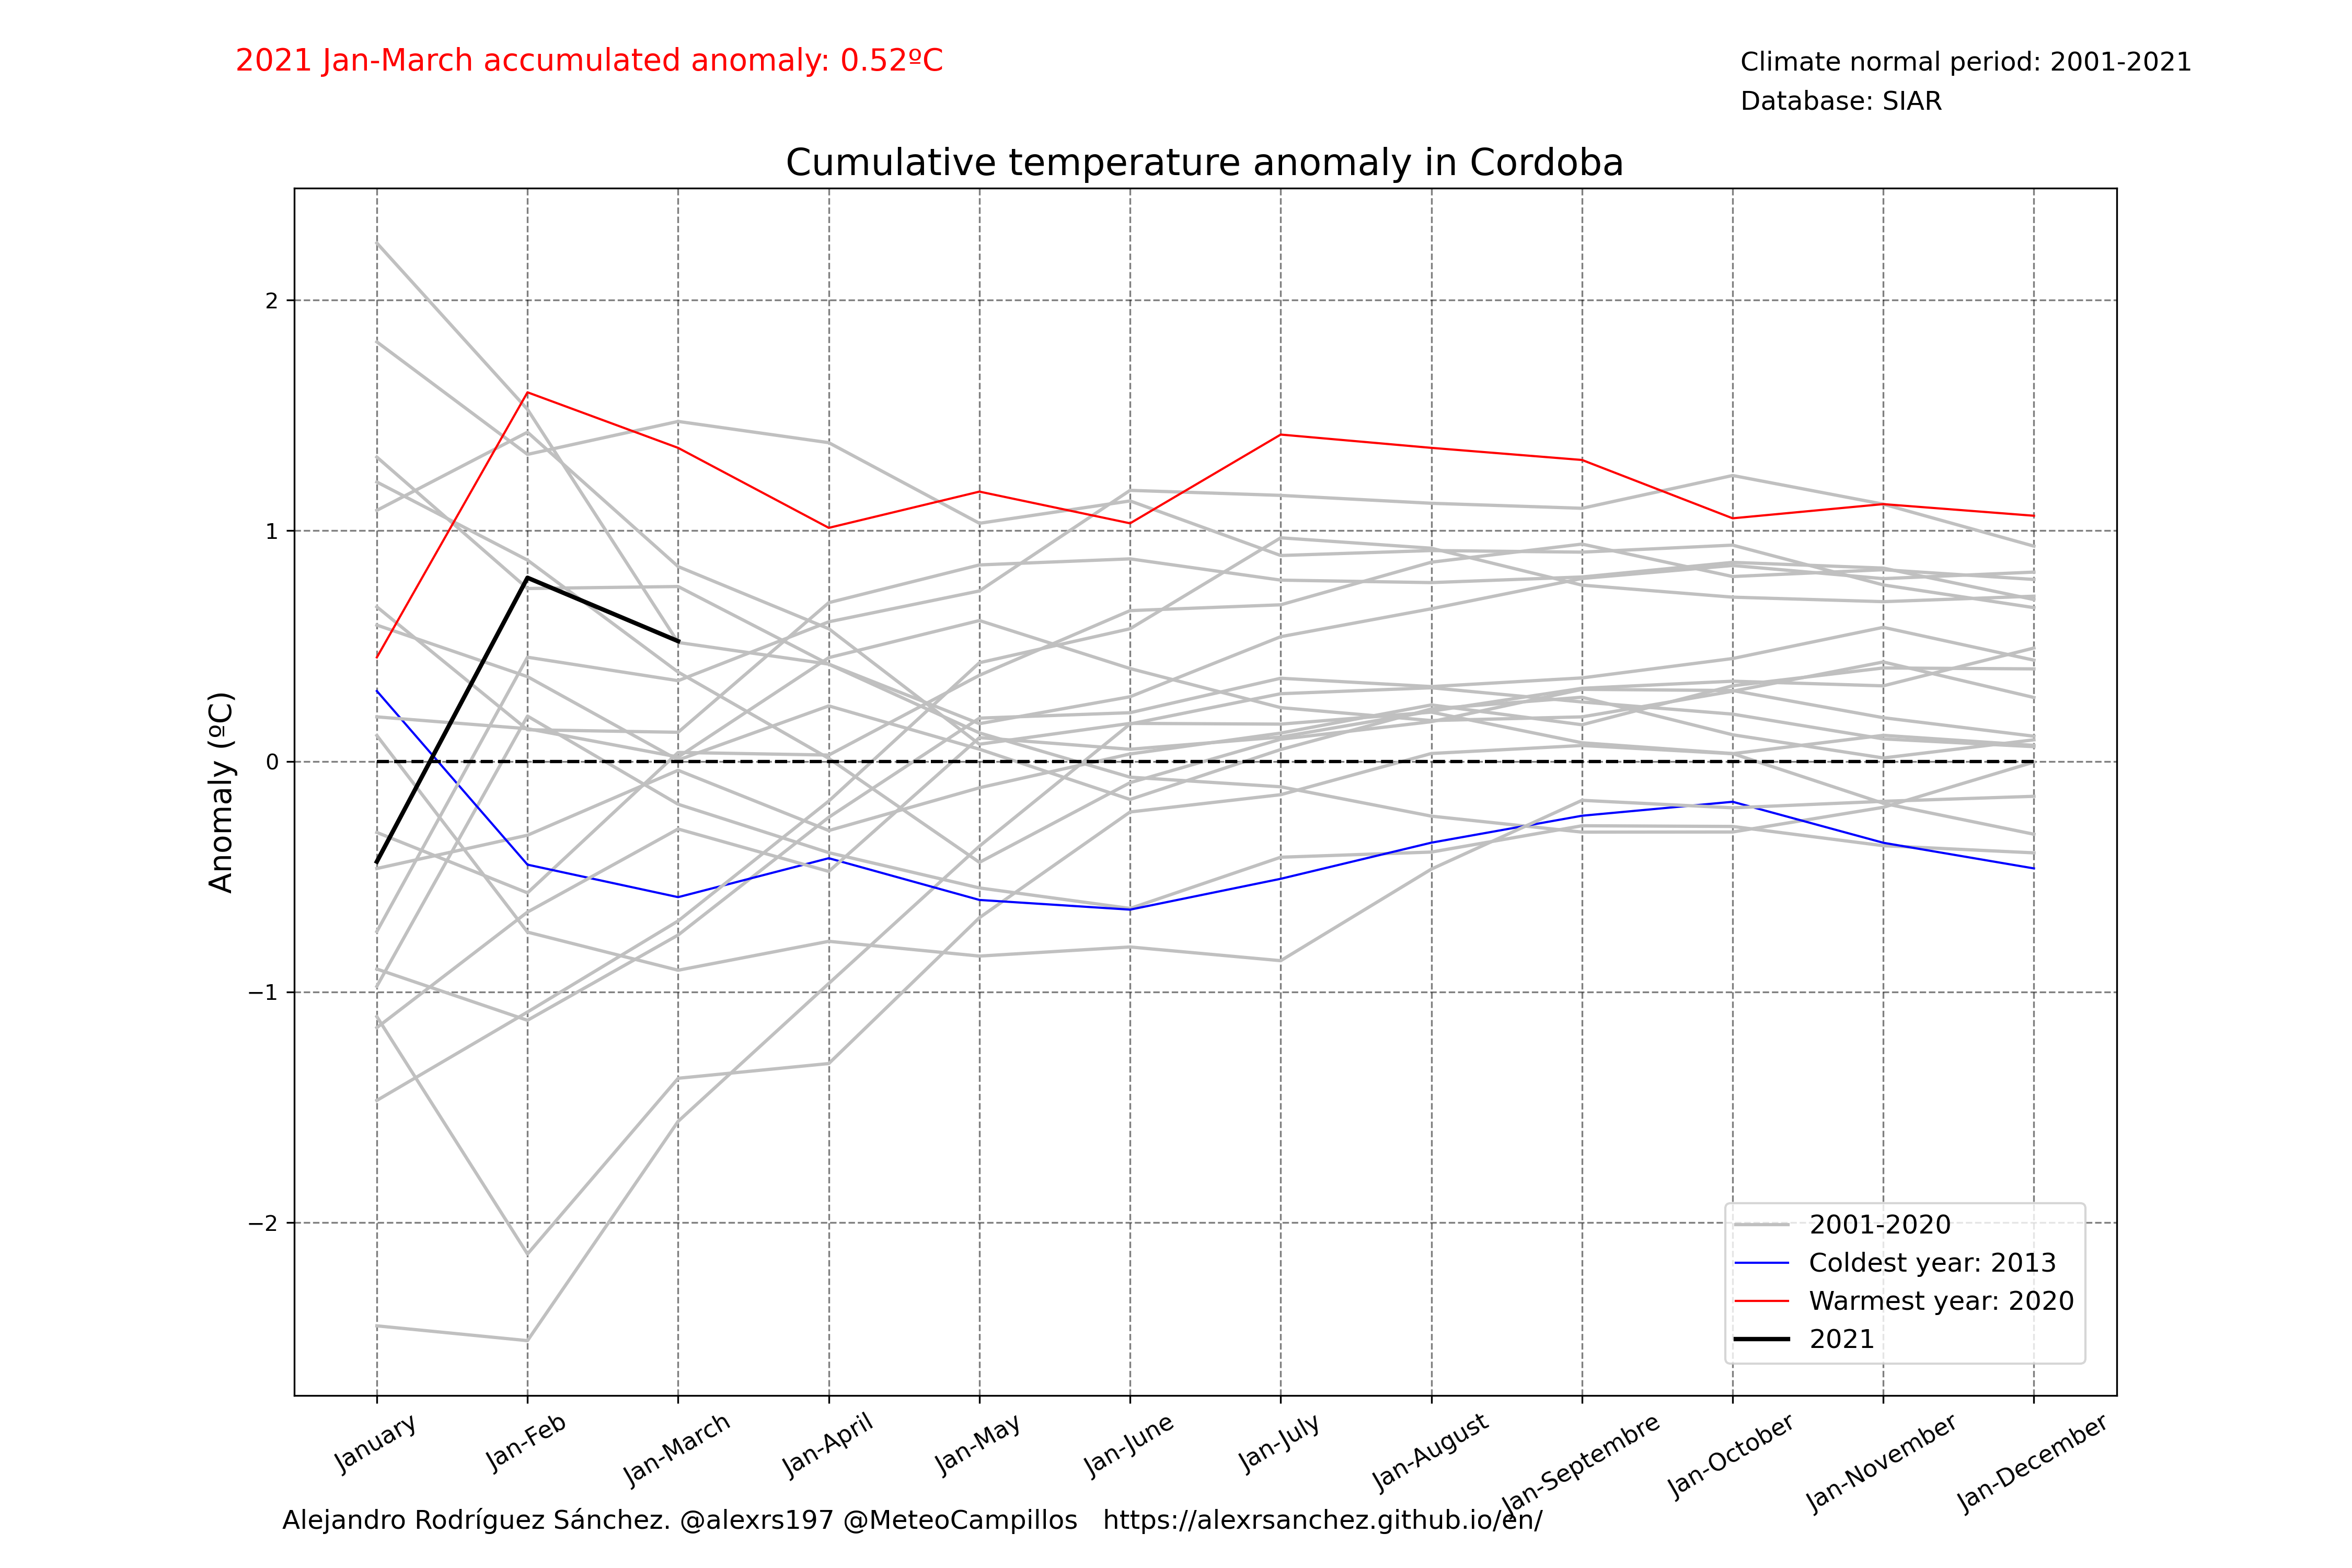 2021 Jan-March accumulated anomaly: 0.52ºC
Climate normal period: 2001-2021
Database: SIAR
Cumulative temperature anomaly in Cordoba
Anomaly (ºC)
2
1
0
−1
−2
2001-2020
Coldest year: 2013
Warmest year: 2020
2021
January
Jan-Feb
Jan-March
Jan-April
Jan-May
Jan-June
Jan-July
Jan-August
Jan-Septembre
Jan-October
Jan-November
Jan-December
Alejandro Rodríguez Sánchez. @alexrs197 @MeteoCampillos   https://alexrsanchez.github.io/en/